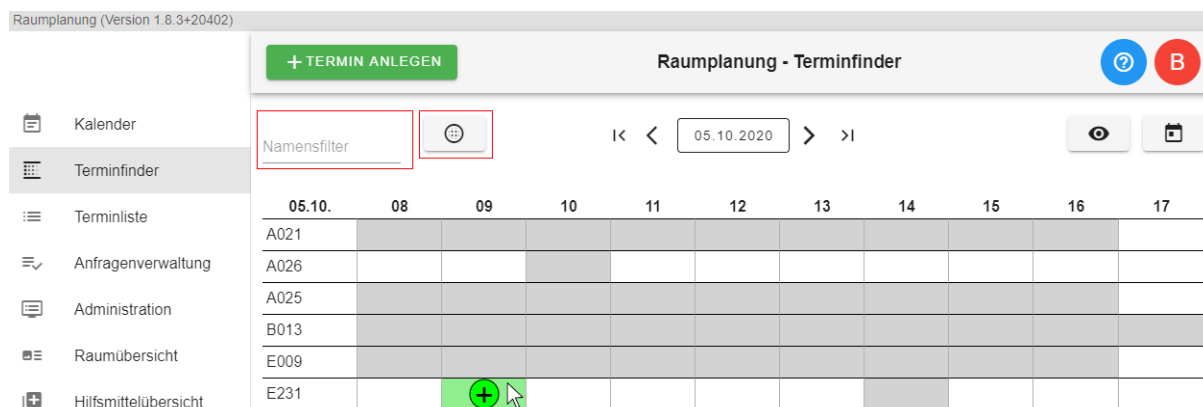 Raumplanung (Version 1.8.3+20402)
+ TERMIN ANLEGEN
Raumplanung - Terminfinder
B
Kalender
Terminfinder
Terminliste
Anfragenverwaltung
Administration
Raumübersicht
Hilfsmittelübersicht
Namensfilter
05.10.2020
05.10. 08 09 10 11 12 13 14 15 16 17
A021
A026
A025
B013
E009
E231